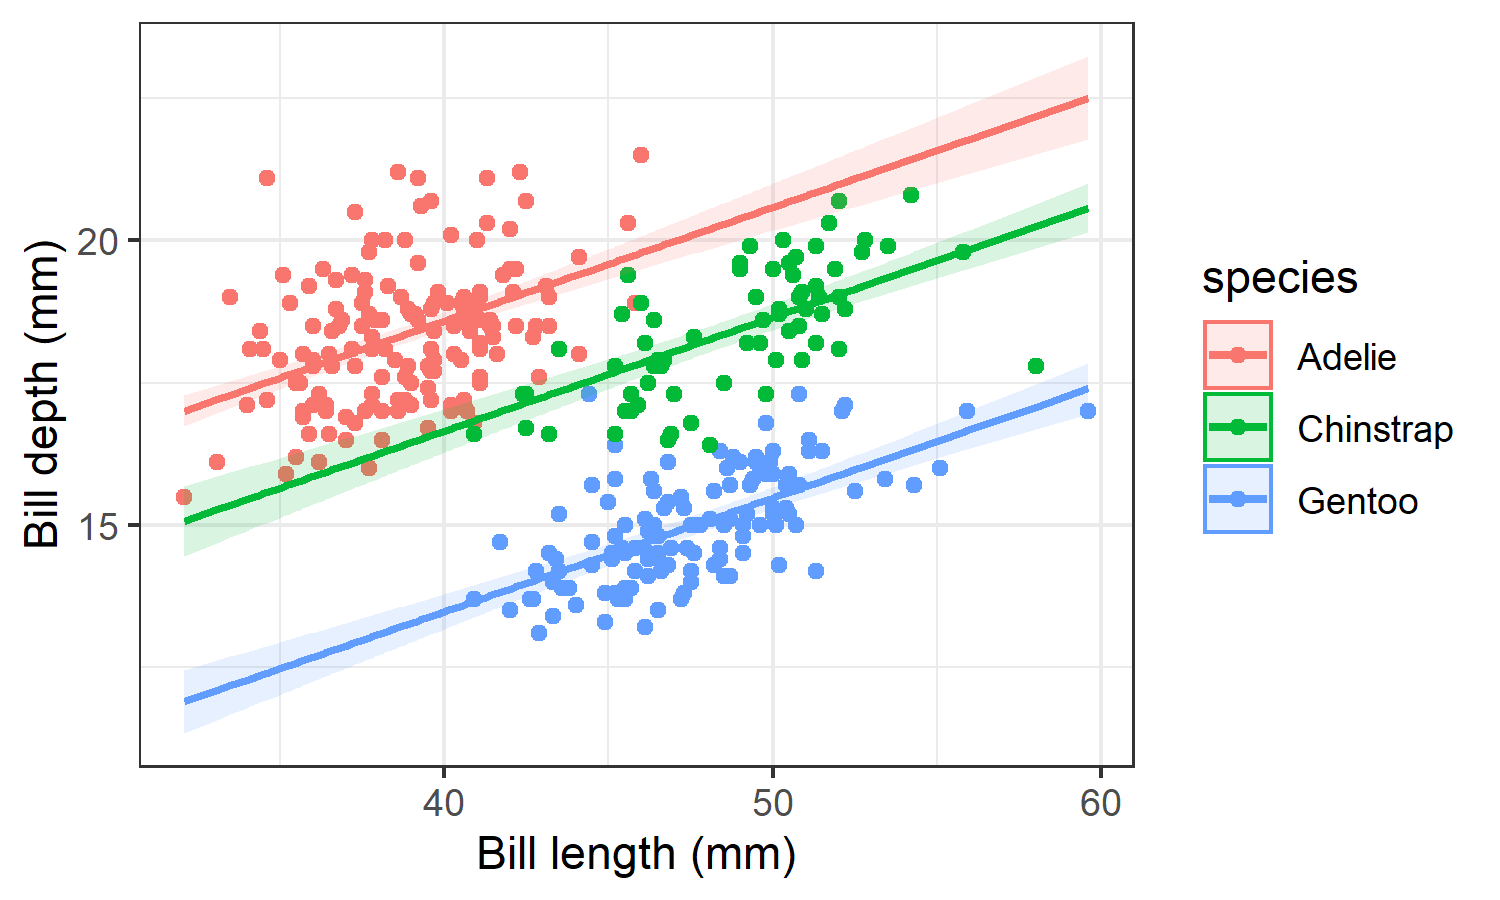 20
15
Bill depth (mm)
40 50 60
Bill length (mm)
species
Adelie
Chinstrap
Gentoo